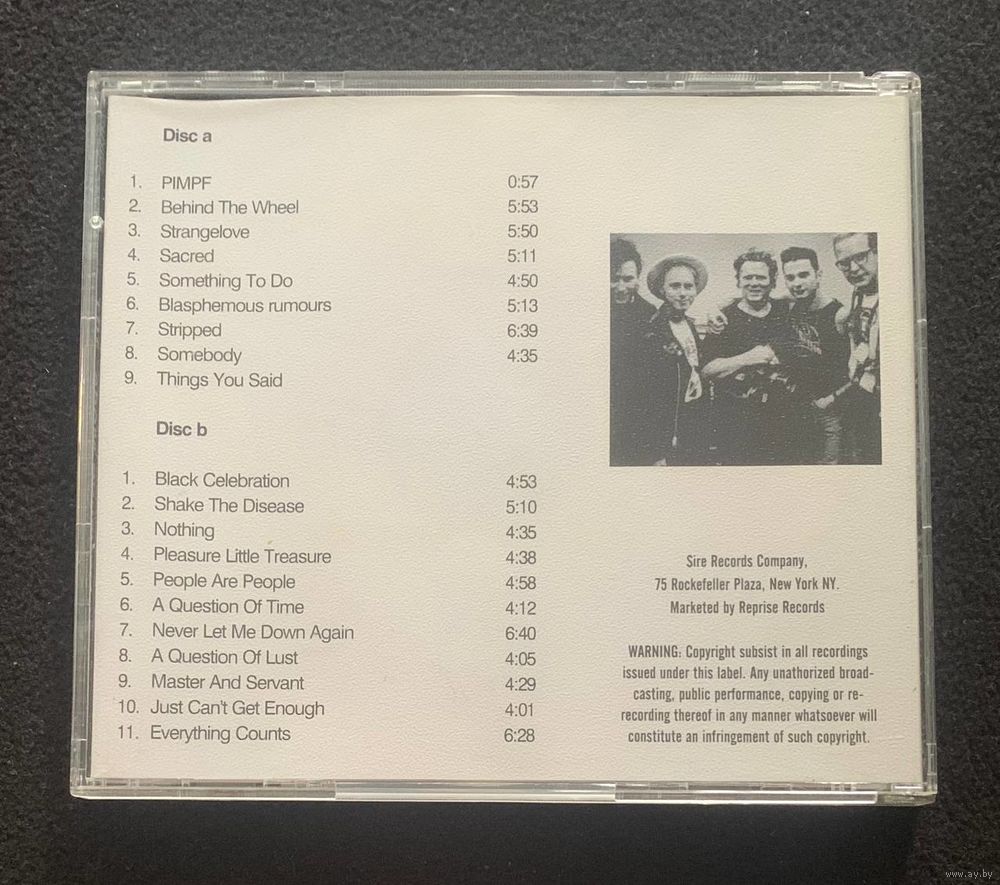 Disc a
1. PIMPF 0:57
2. Behind The Wheel 5:53
3. Strangelove 5:50
4. Sacred 5:11
5. Something To Do 4:50
6. Blasphemous rumours 5:13
7. Stripped 6:39
8. Somebody 4:35
9. Things You Said
Disc b
1. Black Celebration 4:53
2. Shake The Disease 5:10
3. Nothing 4:35
4. Pleasure Little Treasure 4:38
5. People Are People 4:58
6. A Question Of Time 4:12
7. Never Let Me Down Again 6:40
8. A Question Of Lust 4:05
9. Master And Servant 4:29
10. Just Can't Get Enough 4:01
11. Everything Counts 6:28
Sire Records Company,
75 Rockefeller Plaza, New York NY.
Marketed by Reprise Records
WARNING: Copyright subsist in all recordings
issued under this label. Any unathorized broad-
casting, public performance, copying or re-
recording thereof in any manner whatsoever will
constitute an infringement of such copyright.
www.ay.by